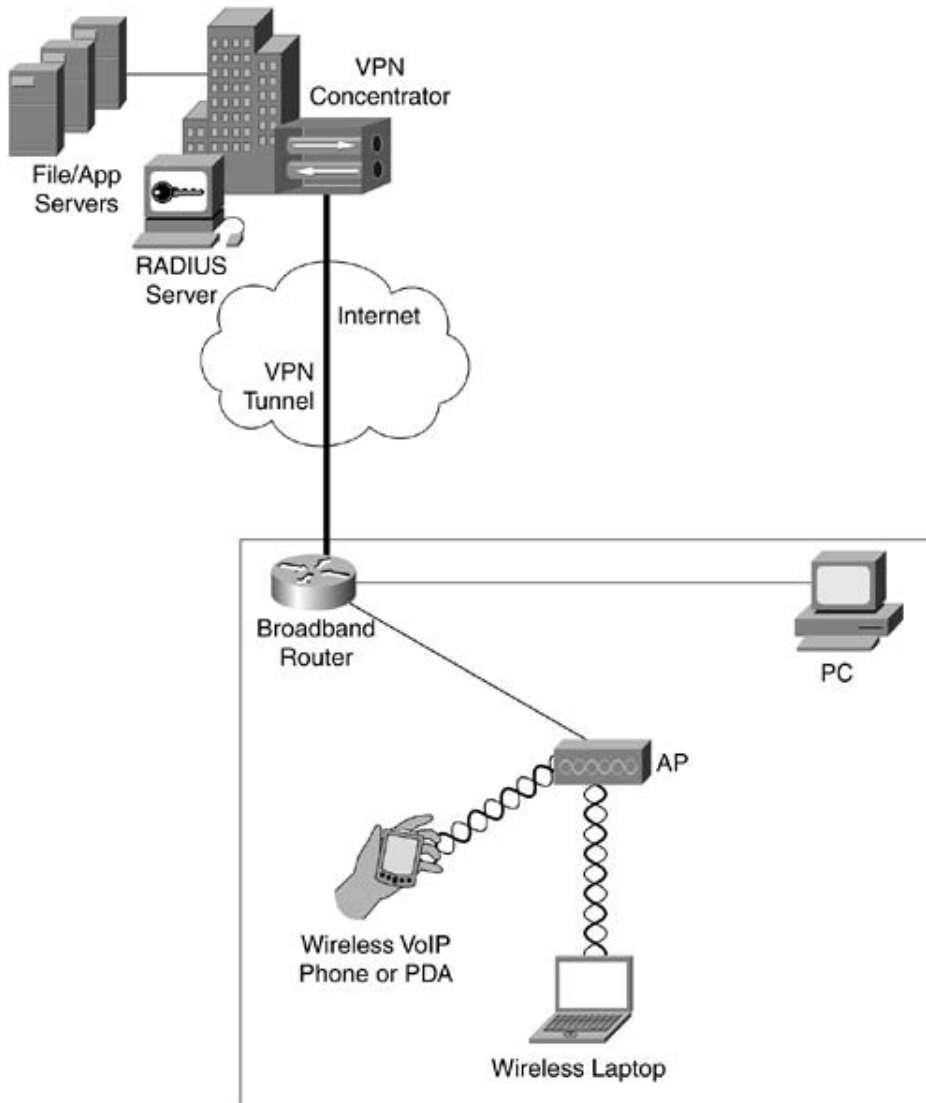 VPN
Concentrator
File/App
Servers
RADIUS
Server
Internet
VPN
Tunnel
Broadband
Router
PC
AP
Wireless VoIP
Phone or PDA
Wireless Laptop